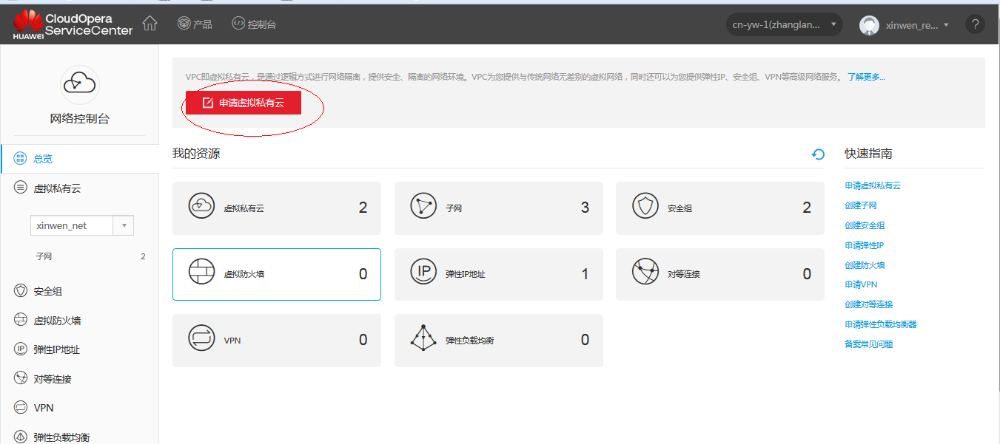 HUAWEI
CloudOpera
ServiceCenter
产品
控制台
cn-yw-1(zhanglan...
xinwen_re...
?
网络控制台
总览
虚拟私有云
xinwen_net
子网 2
安全组
虚拟防火墙
IP 弹性IP地址
对等连接
VPN
弹性负载均衡
VPC即虚拟私有云，是通过逻辑方式进行网络隔离，提供安全、隔离的网络环境。VPC为您提供与传统网络无差别的虚拟网络，同时还可以为您提供弹性IP、安全组、VPN等高级网络服务。 了解更多...
申请虚拟私有云
我的资源
虚拟私有云 2
子网 3
安全组 2
虚拟防火墙 0
IP 弹性IP地址 1
对等连接 0
VPN 0
弹性负载均衡 0
快速指南
申请虚拟私有云
创建子网
创建安全组
申请弹性IP
创建防火墙
申请VPN
创建对等连接
申请弹性负载均衡器
备案常见问题